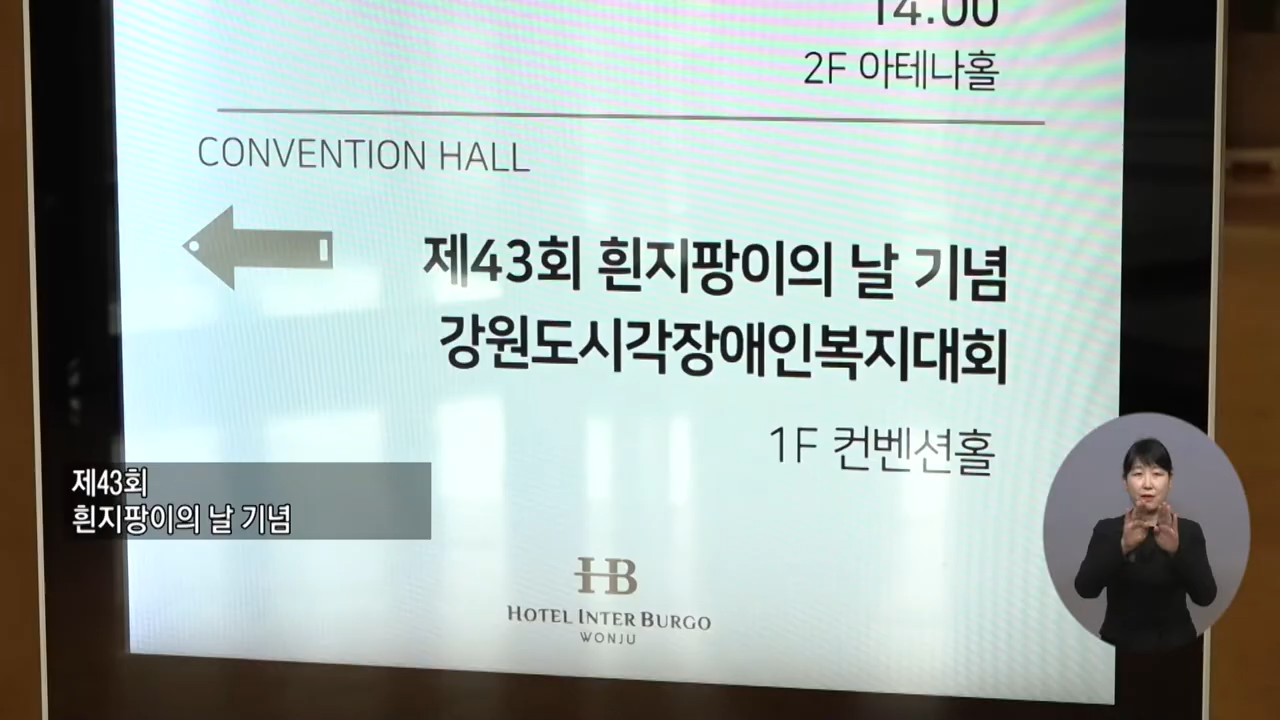 14:00
2F 아테나홀
CONVENTION HALL
제43회 흰지팡이의 날 기념
강원도시각장애인복지대회
1F 컨벤션홀
제43회
흰지팡이의 날 기념
HB
HOTEL INTER BURGO
WONJU